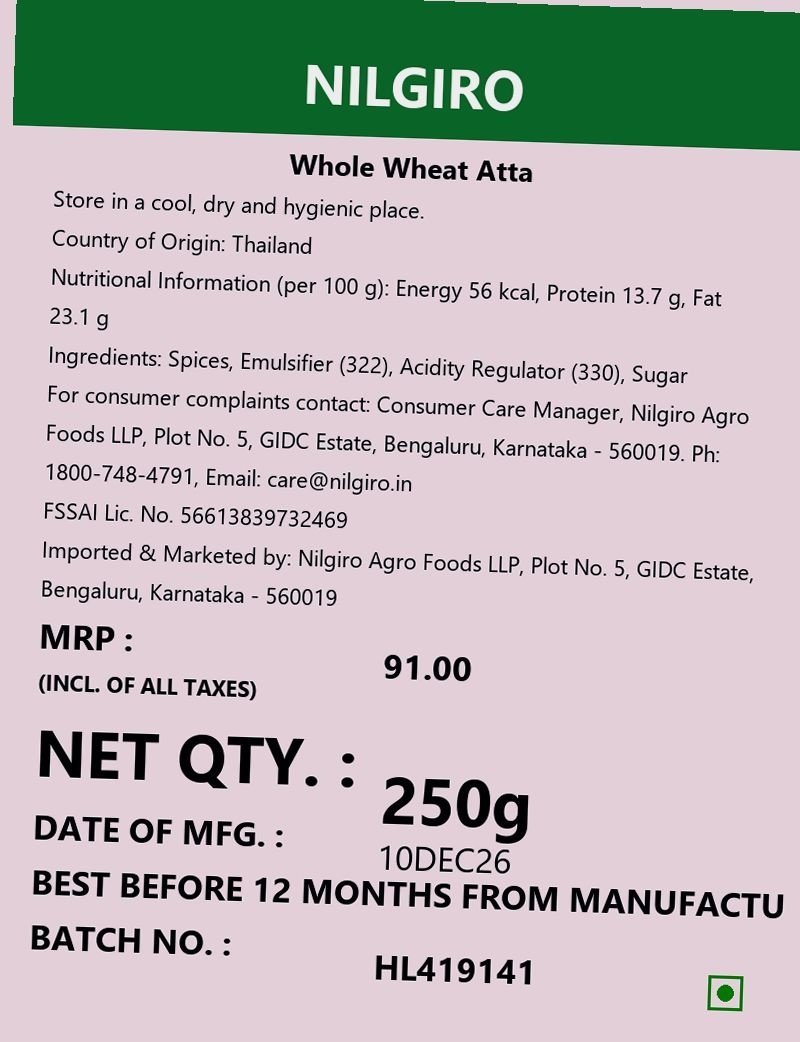 NILGIRO
Whole Wheat Atta
Store in a cool, dry and hygienic place.
Country of Origin: Thailand
Nutritional Information (per 100 g): Energy 56 kcal, Protein 13.7 g, Fat
23.1 g
Ingredients: Spices, Emulsifier (322), Acidity Regulator (330), Sugar
For consumer complaints contact: Consumer Care Manager, Nilgiro Agro
Foods LLP, Plot No. 5, GIDC Estate, Bengaluru, Karnataka - 560019. Ph:
1800-748-4791, Email: care@nilgiro.in
FSSAI Lic. No. 56613839732469
Imported & Marketed by: Nilgiro Agro Foods LLP, Plot No. 5, GIDC Estate,
Bengaluru, Karnataka - 560019
MRP : 91.00
(INCL. OF ALL TAXES)
NET QTY. : 250g
DATE OF MFG. : 10DEC26
BEST BEFORE 12 MONTHS FROM MANUFACTU
BATCH NO. : HL419141